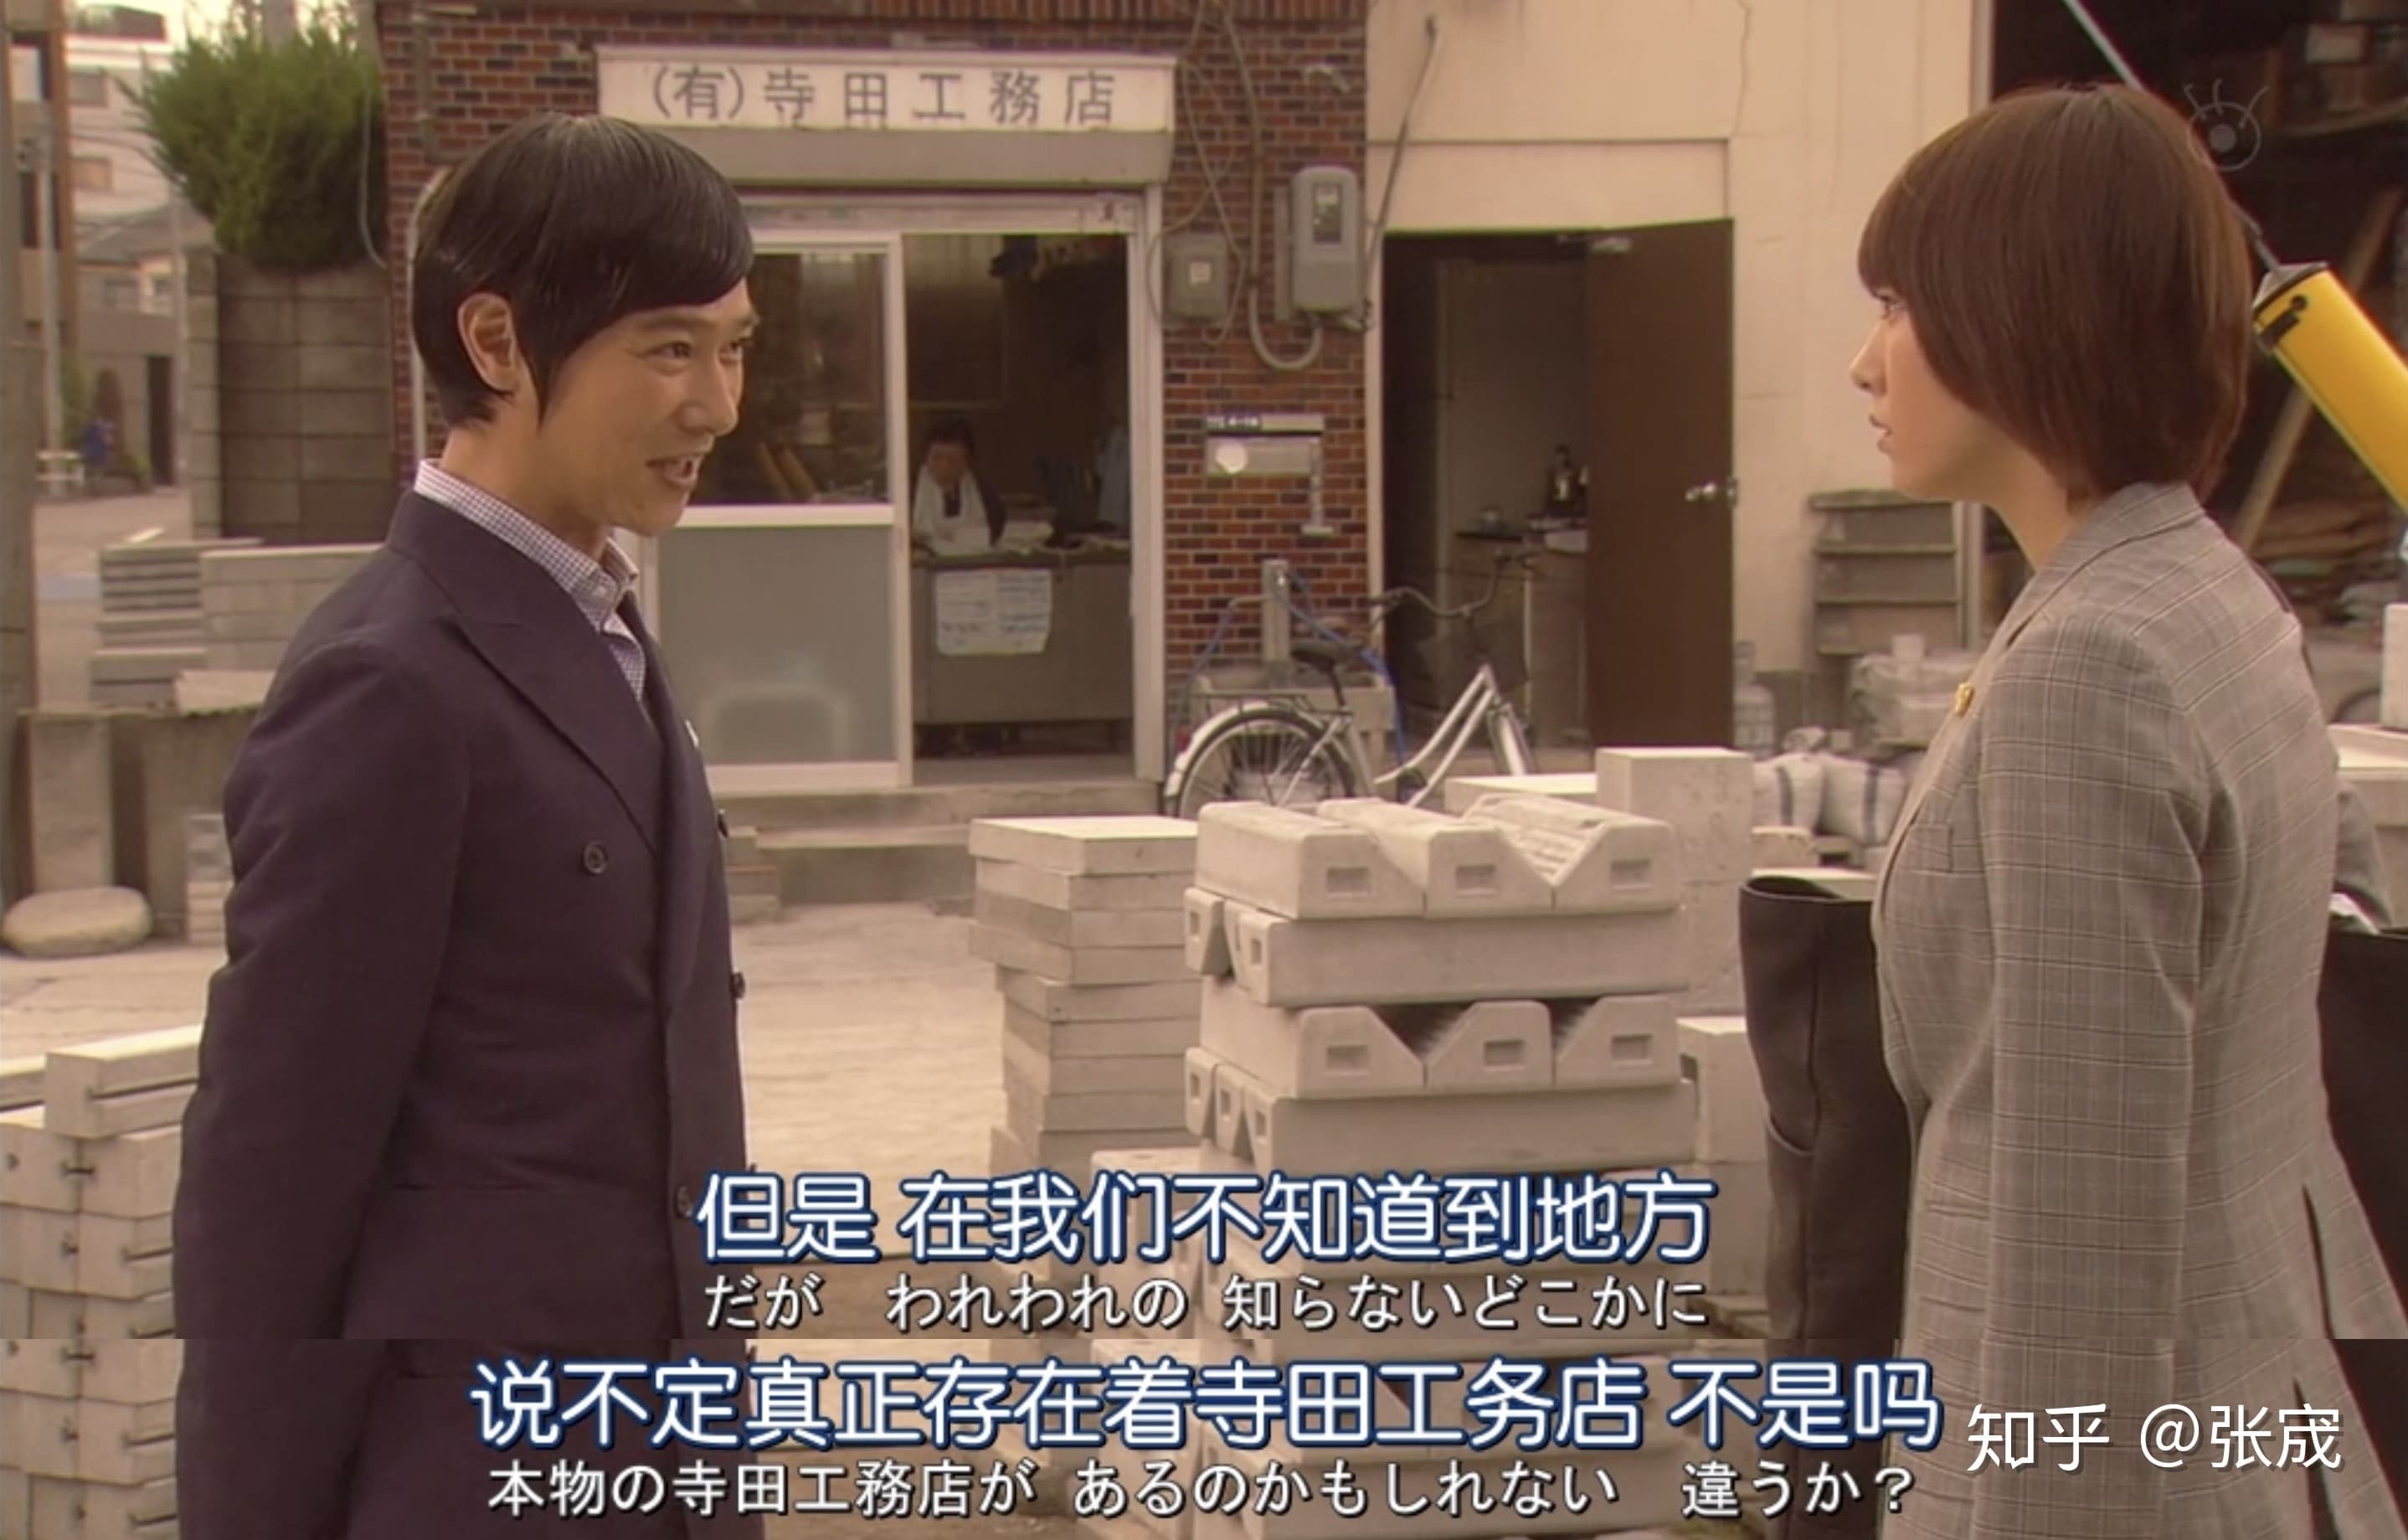 (有)寺田工務店
但是 在我们不知道到地方
だが われわれの 知らないどこかに
说不定真正存在着寺田工务店 不是吗
本物の寺田工務店が あるのかもしれない 違うか？
知乎 @张宬